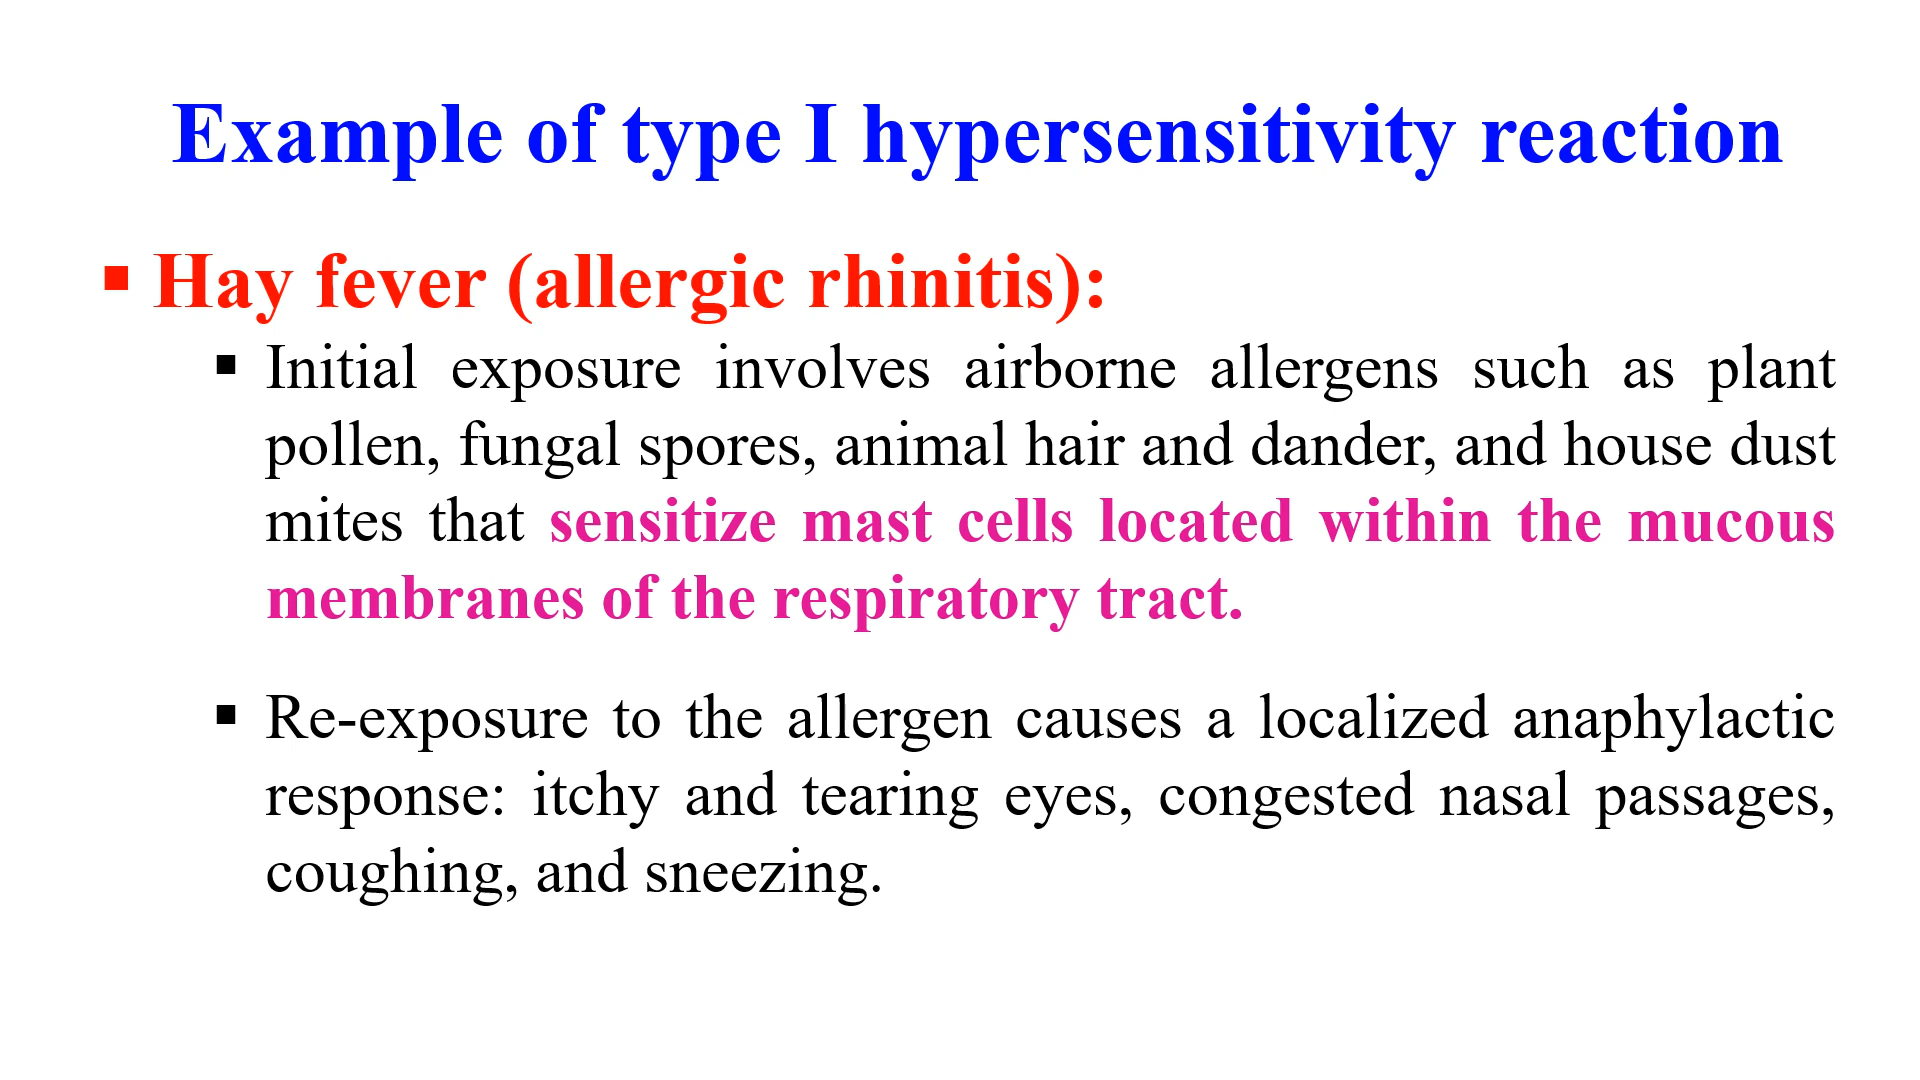 Example of type I hypersensitivity reaction
▪ Hay fever (allergic rhinitis):
▪ Initial exposure involves airborne allergens such as plant
pollen, fungal spores, animal hair and dander, and house dust
mites that sensitize mast cells located within the mucous
membranes of the respiratory tract.
▪ Re-exposure to the allergen causes a localized anaphylactic
response: itchy and tearing eyes, congested nasal passages,
coughing, and sneezing.